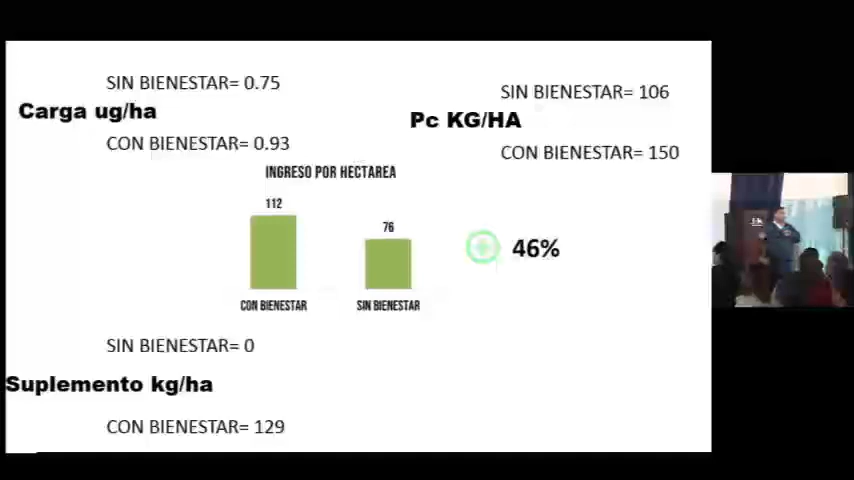 SIN BIENESTAR= 0.75
Carga ug/ha
CON BIENESTAR= 0.93
SIN BIENESTAR= 106
Pc KG/HA
CON BIENESTAR= 150
INGRESO POR HECTAREA
112
76
CON BIENESTAR
SIN BIENESTAR
46%
SIN BIENESTAR= 0
Suplemento kg/ha
CON BIENESTAR= 129